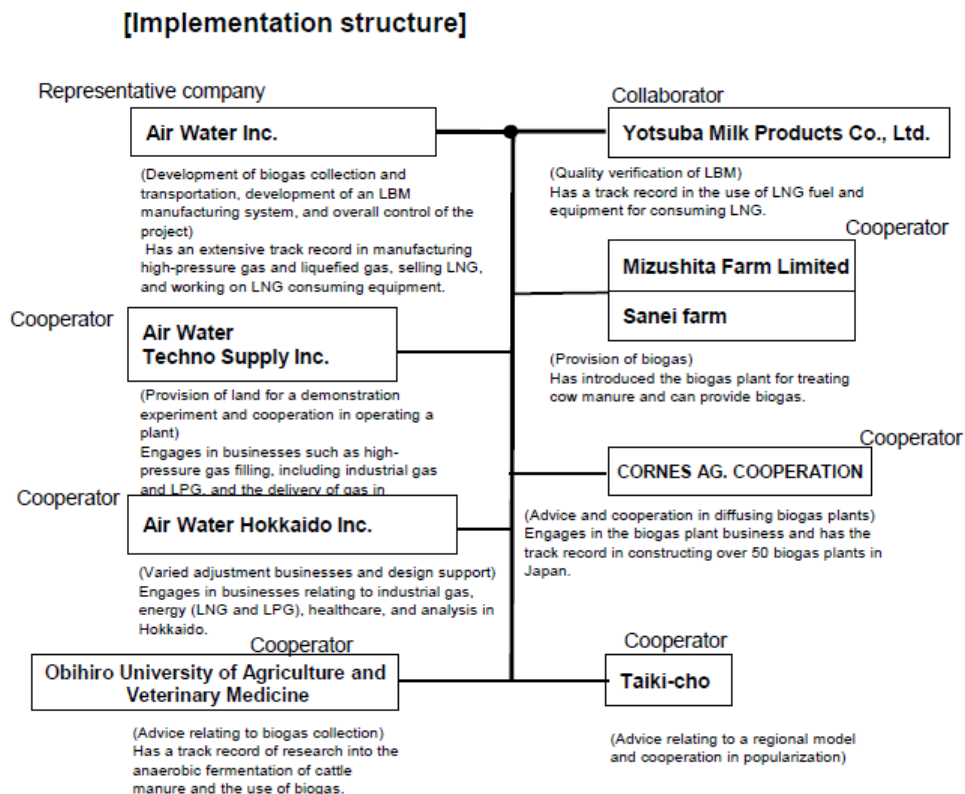 [Implementation structure]
Representative company
Air Water Inc.
(Development of biogas collection and
transportation, development of an LBM
manufacturing system, and overall control of the
project)
Has an extensive track record in manufacturing
high-pressure gas and liquefied gas, selling LNG,
and working on LNG consuming equipment.
Collaborator
Yotsuba Milk Products Co., Ltd.
(Quality verification of LBM)
Has a track record in the use of LNG fuel and
equipment for consuming LNG.
Cooperator
Mizushita Farm Limited
Sanei farm
(Provision of biogas)
Has introduced the biogas plant for treating
cow manure and can provide biogas.
Cooperator
Air Water
Techno Supply Inc.
(Provision of land for a demonstration
experiment and cooperation in operating a
plant)
Engages in businesses such as high-
pressure gas filling, including industrial gas
and LPG, and the delivery of gas in
Cooperator
CORNES AG. COOPERATION
(Advice and cooperation in diffusing biogas plants)
Engages in the biogas plant business and has the
track record in constructing over 50 biogas plants in
Japan.
Cooperator
Air Water Hokkaido Inc.
(Varied adjustment businesses and design support)
Engages in businesses relating to industrial gas,
energy (LNG and LPG), healthcare, and analysis in
Hokkaido.
Cooperator
Obihiro University of Agriculture and
Veterinary Medicine
(Advice relating to biogas collection)
Has a track record of research into the
anaerobic fermentation of cattle
manure and the use of biogas.
Cooperator
Taiki-cho
(Advice relating to a regional model
and cooperation in popularization)